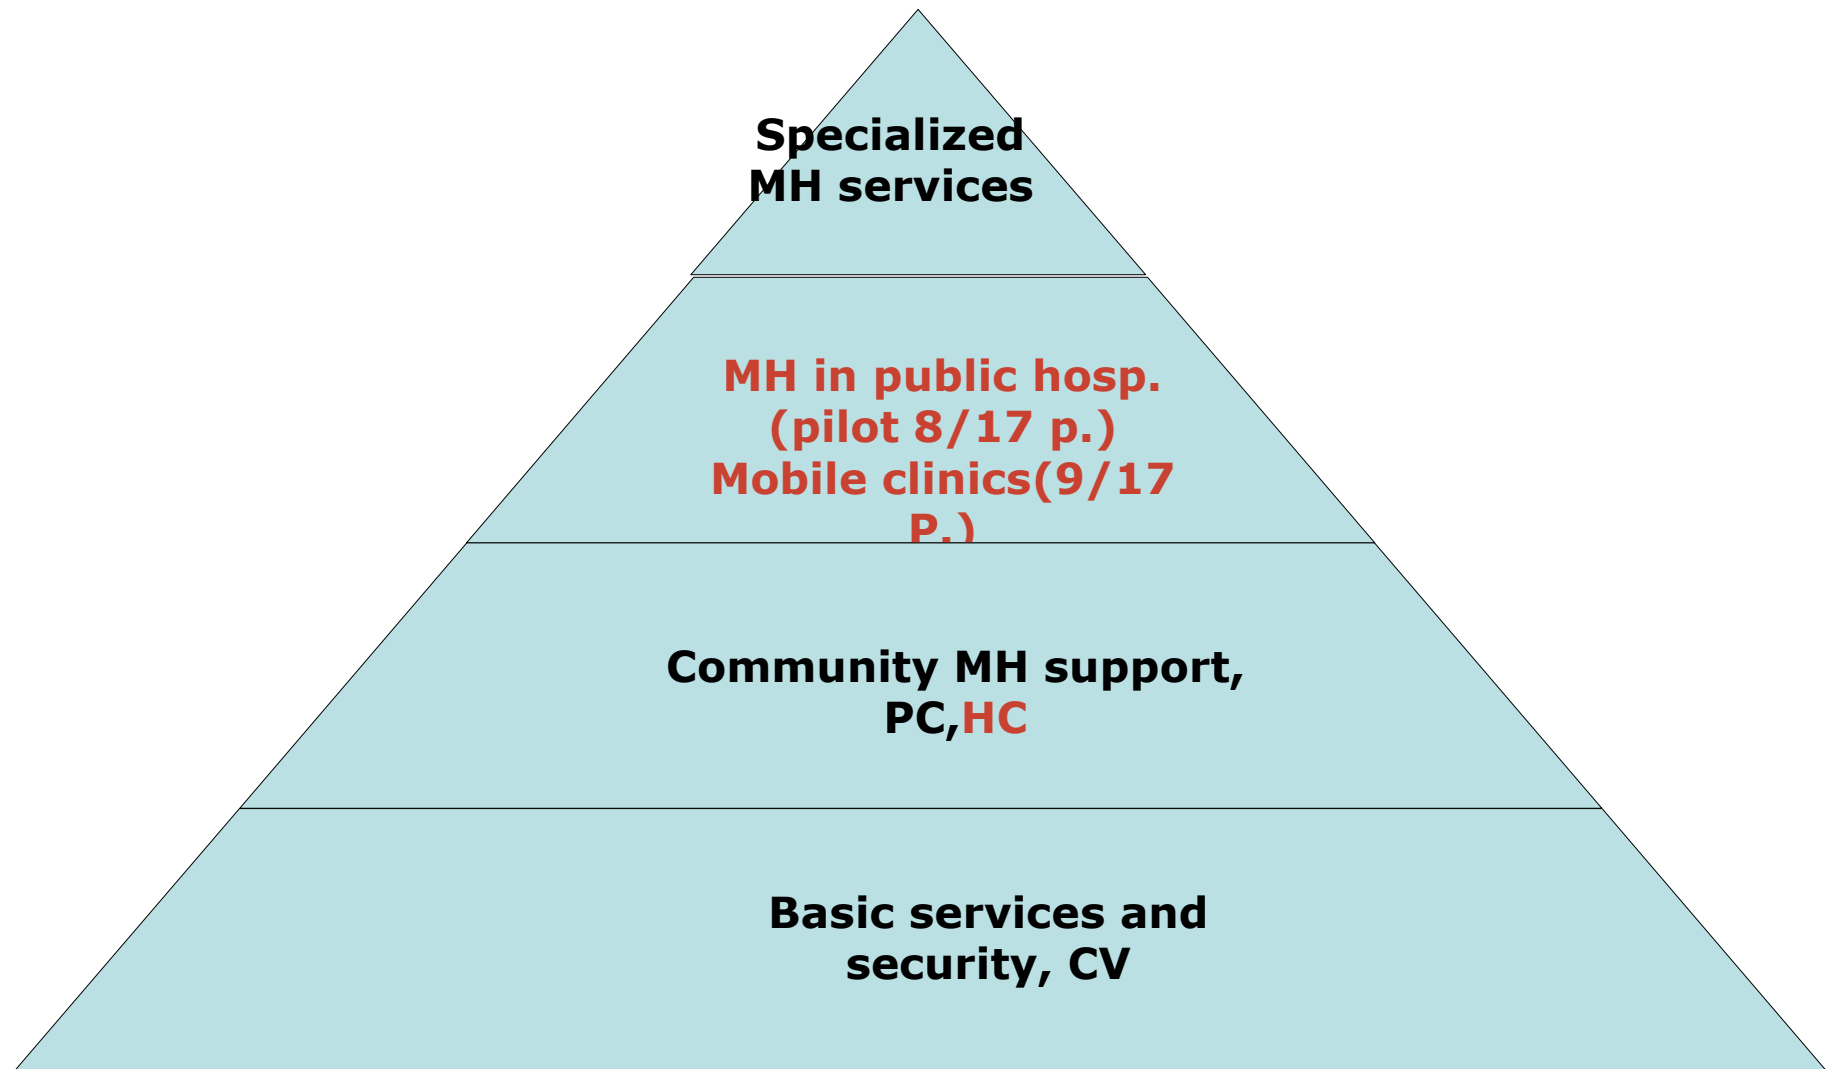 Specialized
MH services
MH in public hosp.
(pilot 8/17 p.)
Mobile clinics(9/17
P.)
Community MH support,
PC,HC
Basic services and
security, CV